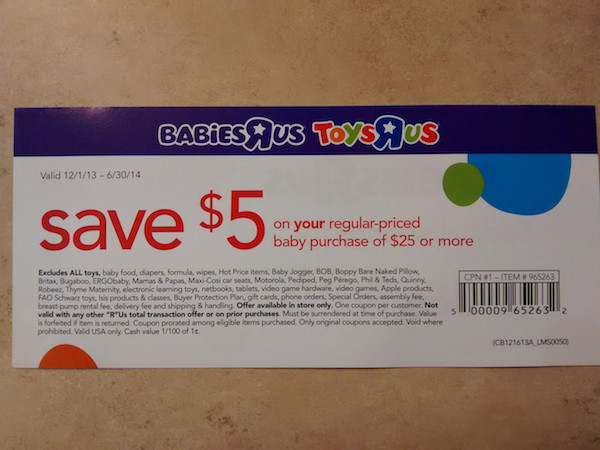 BABIESRUS TOYSRUS
Valid 12/1/13 – 6/30/14
save $5 on your regular-priced
baby purchase of $25 or more
Excludes ALL toys, baby food, diapers, formula, wipes, Hot Price items, Baby Jogger, BOB, Boppy Bare Naked Pillow,
Britax, Bugaboo, ERGObaby, Mamas & Papas, Maxi-Cosi car seats, Motorola, Pediped, Peg Pérego, Phil & Teds, Quinny,
Robeez, Thyme Maternity, electronic learning toys, netbooks, tablets, video game hardware, video games, Apple products,
FAO Schwarz toys, Isis products & classes, Buyer Protection Plan, gift cards, phone orders, Special Orders, assembly fee,
breast-pump rental fee, delivery fee and shipping & handling. Offer available in store only. One coupon per customer. Not
valid with any other "R"Us total transaction offer or on prior purchases. Must be surrendered at time of purchase. Value
is forfeited if item is returned. Coupon prorated among eligible items purchased. Only original coupons accepted. Void where
prohibited. Valid USA only. Cash value 1/100 of 1¢.
CPN #1 – ITEM # 965263
5 00009 65263 2
(CB121613A_LMS0050)